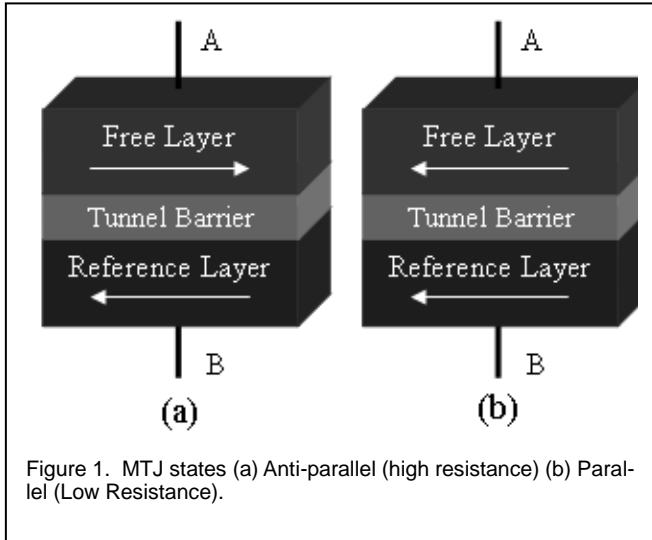 A
A
Free Layer
Free Layer
Tunnel Barrier
Tunnel Barrier
Reference Layer
Reference Layer
B
B
(a)
(b)
Figure 1. MTJ states (a) Anti-parallel (high resistance) (b) Paral-
lel (Low Resistance).